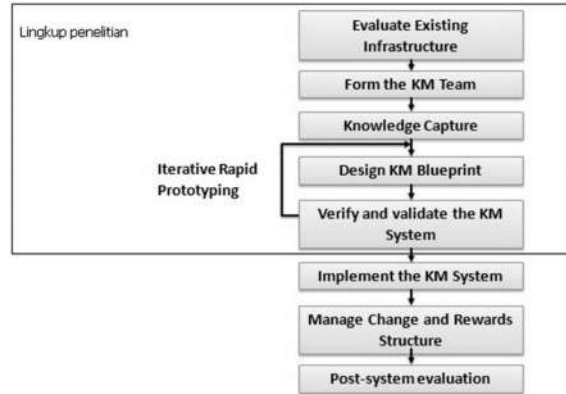 Lingkup penelitian
Evaluate Existing
Infrastructure
Form the KM Team
Knowledge Capture
Iterative Rapid
Prototyping
Design KM Blueprint
Verify and validate the KM
System
Implement the KM System
Manage Change and Rewards
Structure
Post-system evaluation